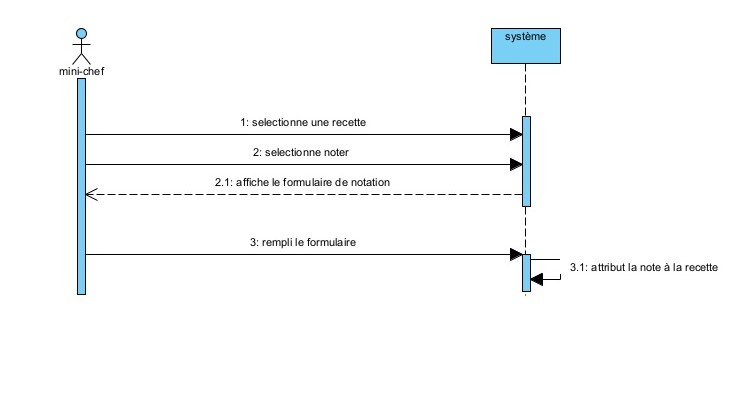 système
mini-chef
1: selectionne une recette
2: selectionne noter
2.1: affiche le formulaire de notation
3: rempli le formulaire
3.1: attribut la note à la recette